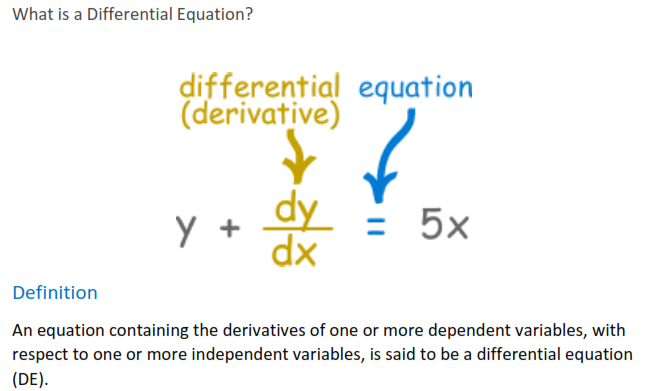 What is a Differential Equation?
differential equation
(derivative)
y + dy/dx = 5x
Definition
An equation containing the derivatives of one or more dependent variables, with
respect to one or more independent variables, is said to be a differential equation
(DE).